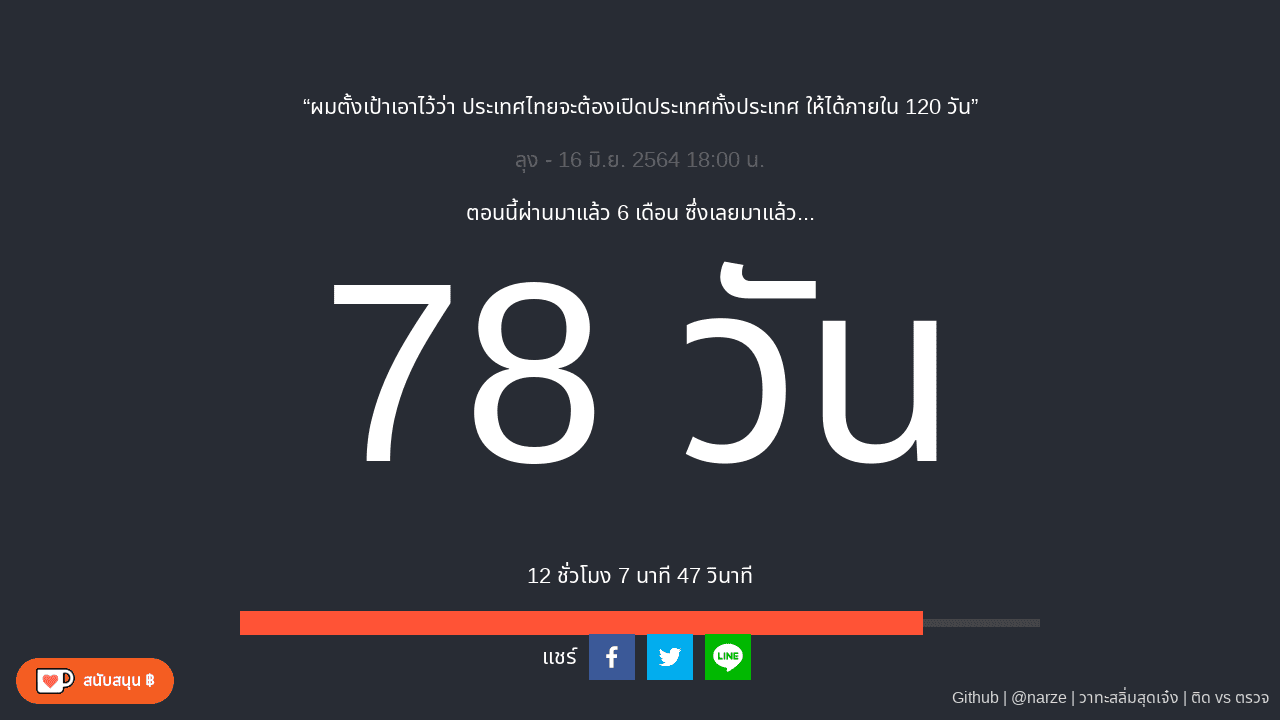 “ผมตั้งเป้าเอาไว้ว่า ประเทศไทยจะต้องเปิดประเทศทั้งประเทศ ให้ได้ภายใน 120 วัน”
ลุง - 16 มิ.ย. 2564 18:00 น.
ตอนนี้ผ่านมาแล้ว 6 เดือน ซึ่งเลยมาแล้ว...
78 วัน
12 ชั่วโมง 7 นาที 47 วินาที
แชร์ LINE
สนับสนุน ฿
Github | @narze | วาทะสลิ่มสุดเจ๋ง | ติด vs ตรวจ